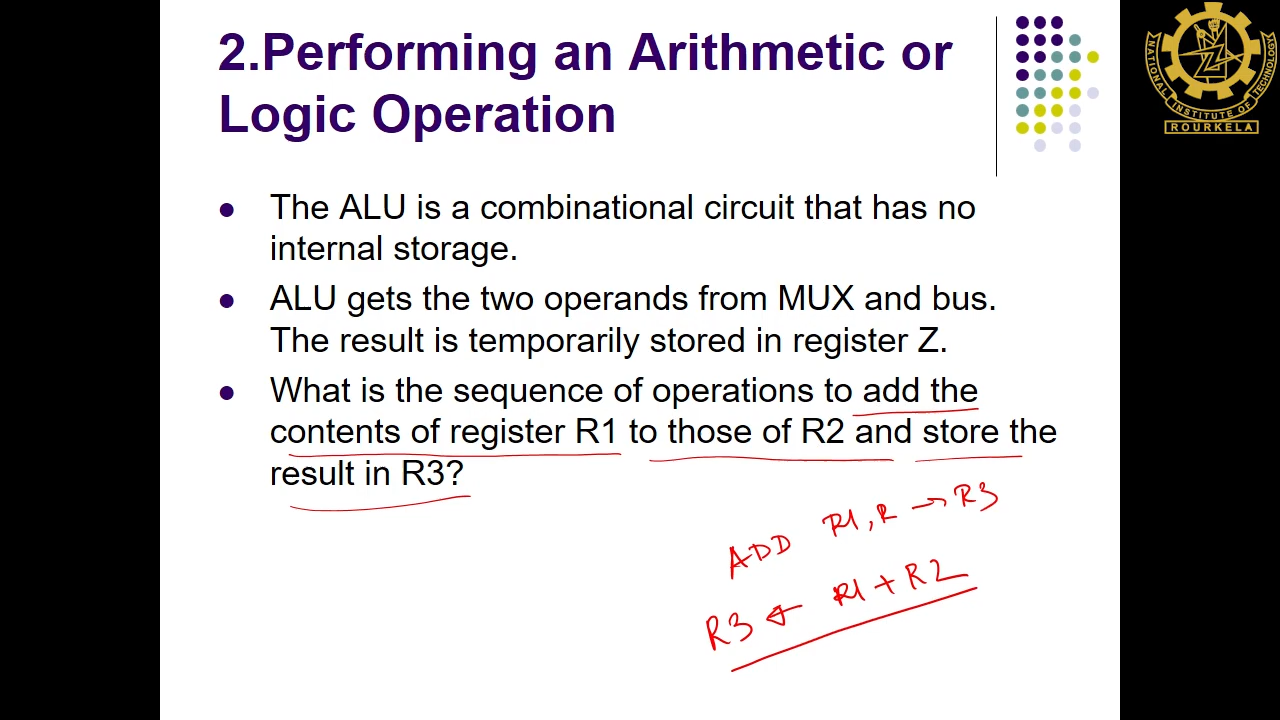 2.Performing an Arithmetic or
Logic Operation
NATIONAL INSTITUTE OF TECHNOLOGY
ROURKELA
The ALU is a combinational circuit that has no
internal storage.
ALU gets the two operands from MUX and bus.
The result is temporarily stored in register Z.
What is the sequence of operations to add the
contents of register R1 to those of R2 and store the
result in R3?
ADD R1, R → R3
R3 ← R1 + R2